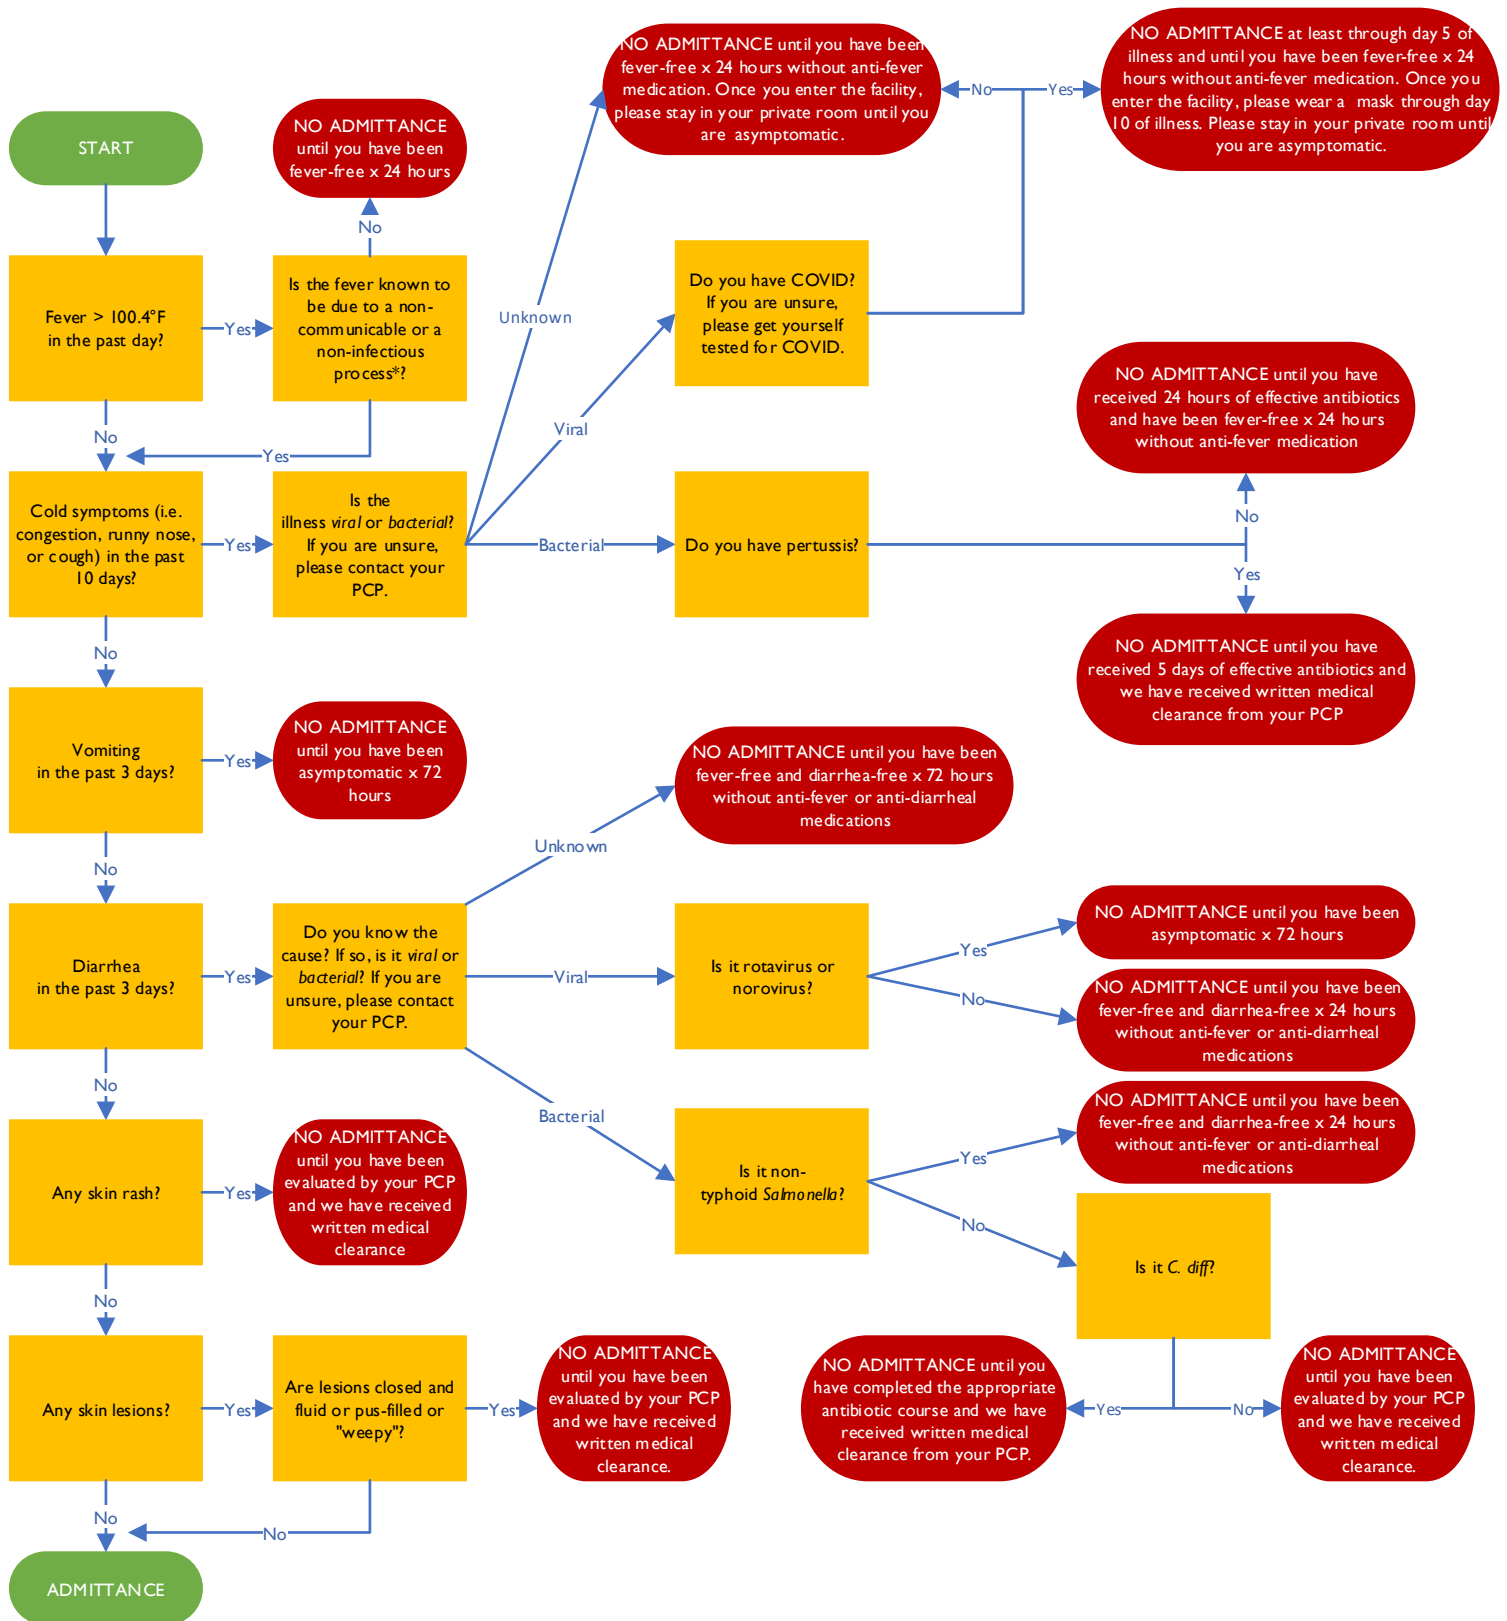 START
NO ADMITTANCE
until you have been
fever-free x 24 hours
NO ADMITTANCE until you have been
fever-free x 24 hours without anti-fever
medication. Once you enter the facility,
please stay in your private room until you
are asymptomatic.
No
Yes
NO ADMITTANCE at least through day 5 of
illness and until you have been fever-free x 24
hours without anti-fever medication. Once you
enter the facility, please wear a mask through day
10 of illness. Please stay in your private room until
you are asymptomatic.
No
Fever > 100.4°F
in the past day?
Yes
Is the fever known to
be due to a non-
communicable or a
non-infectious
process*?
Unknown
Do you have COVID?
If you are unsure,
please get yourself
tested for COVID.
No
Yes
Viral
NO ADMITTANCE until you have
received 24 hours of effective antibiotics
and have been fever-free x 24 hours
without anti-fever medication
Cold symptoms (i.e.
congestion, runny nose,
or cough) in the past
10 days?
Yes
Is the
illness viral or bacterial?
If you are unsure,
please contact your
PCP.
Bacterial
Do you have pertussis?
No
Yes
NO ADMITTANCE until you have
received 5 days of effective antibiotics and
we have received written medical
clearance from your PCP
No
Vomiting
in the past 3 days?
Yes
NO ADMITTANCE
until you have been
asymptomatic x 72
hours
NO ADMITTANCE until you have been
fever-free and diarrhea-free x 72 hours
without anti-fever or anti-diarrheal
medications
No
Unknown
Diarrhea
in the past 3 days?
Yes
Do you know the
cause? If so, is it viral or
bacterial? If you are
unsure, please contact
your PCP.
Viral
Is it rotavirus or
norovirus?
Yes
NO ADMITTANCE until you have been
asymptomatic x 72 hours
No
NO ADMITTANCE until you have been
fever-free and diarrhea-free x 24 hours
without anti-fever or anti-diarrheal
medications
No
Bacterial
Is it non-
typhoid Salmonella?
Yes
NO ADMITTANCE until you have been
fever-free and diarrhea-free x 24 hours
without anti-fever or anti-diarrheal
medications
No
Any skin rash?
Yes
NO ADMITTANCE
until you have been
evaluated by your PCP
and we have received
written medical
clearance
Is it C. diff?
No
Any skin lesions?
Yes
Are lesions closed and
fluid or pus-filled or
"weepy"?
Yes
NO ADMITTANCE
until you have been
evaluated by your PCP
and we have received
written medical
clearance.
NO ADMITTANCE until you
have completed the appropriate
antibiotic course and we have
received written medical
clearance from your PCP.
Yes
No
NO ADMITTANCE
until you have been
evaluated by your PCP
and we have received
written medical
clearance.
No
No
ADMITTANCE